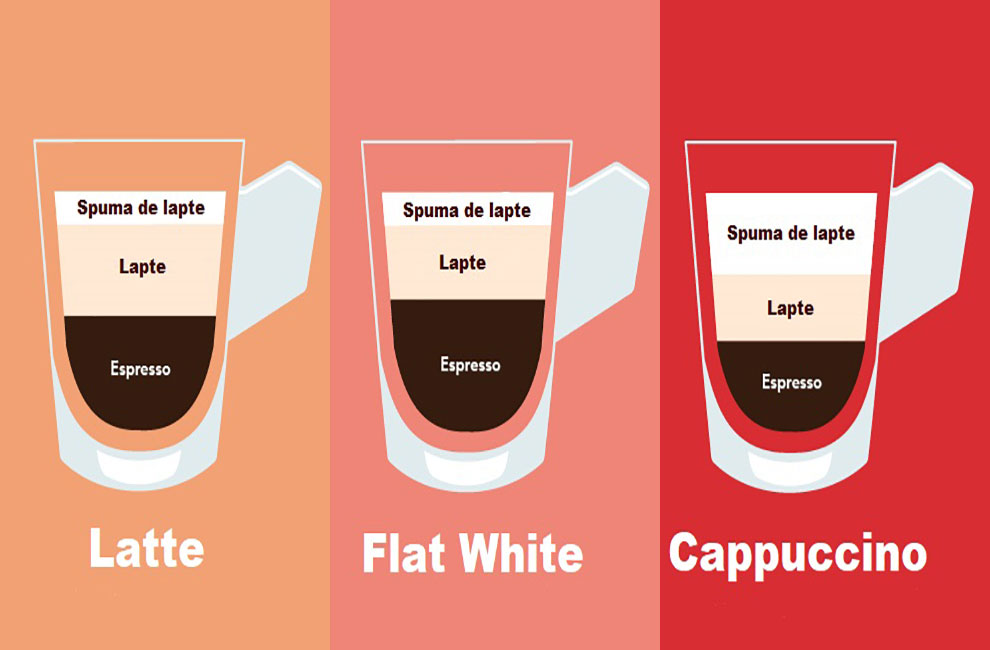 Spuma de lapte
Lapte
Espresso
Latte
Spuma de lapte
Lapte
Espresso
Flat White
Spuma de lapte
Lapte
Espresso
Cappuccino